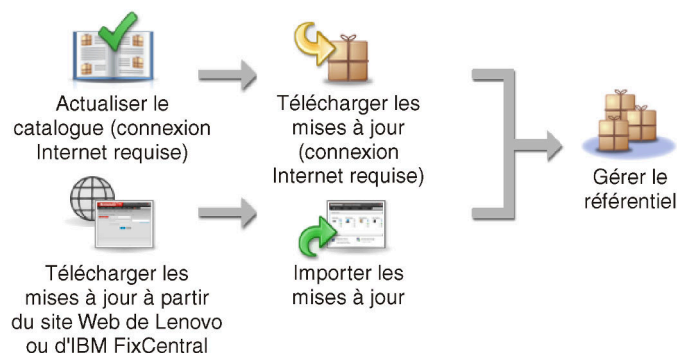 Actualiser le
catalogue (connexion
Internet requise)
Télécharger les
mises à jour
(connexion
Internet requise)
Gérer le
référentiel
Télécharger les
mises à jour à partir
du site Web de Lenovo
ou d'IBM FixCentral
Importer les
mises à jour